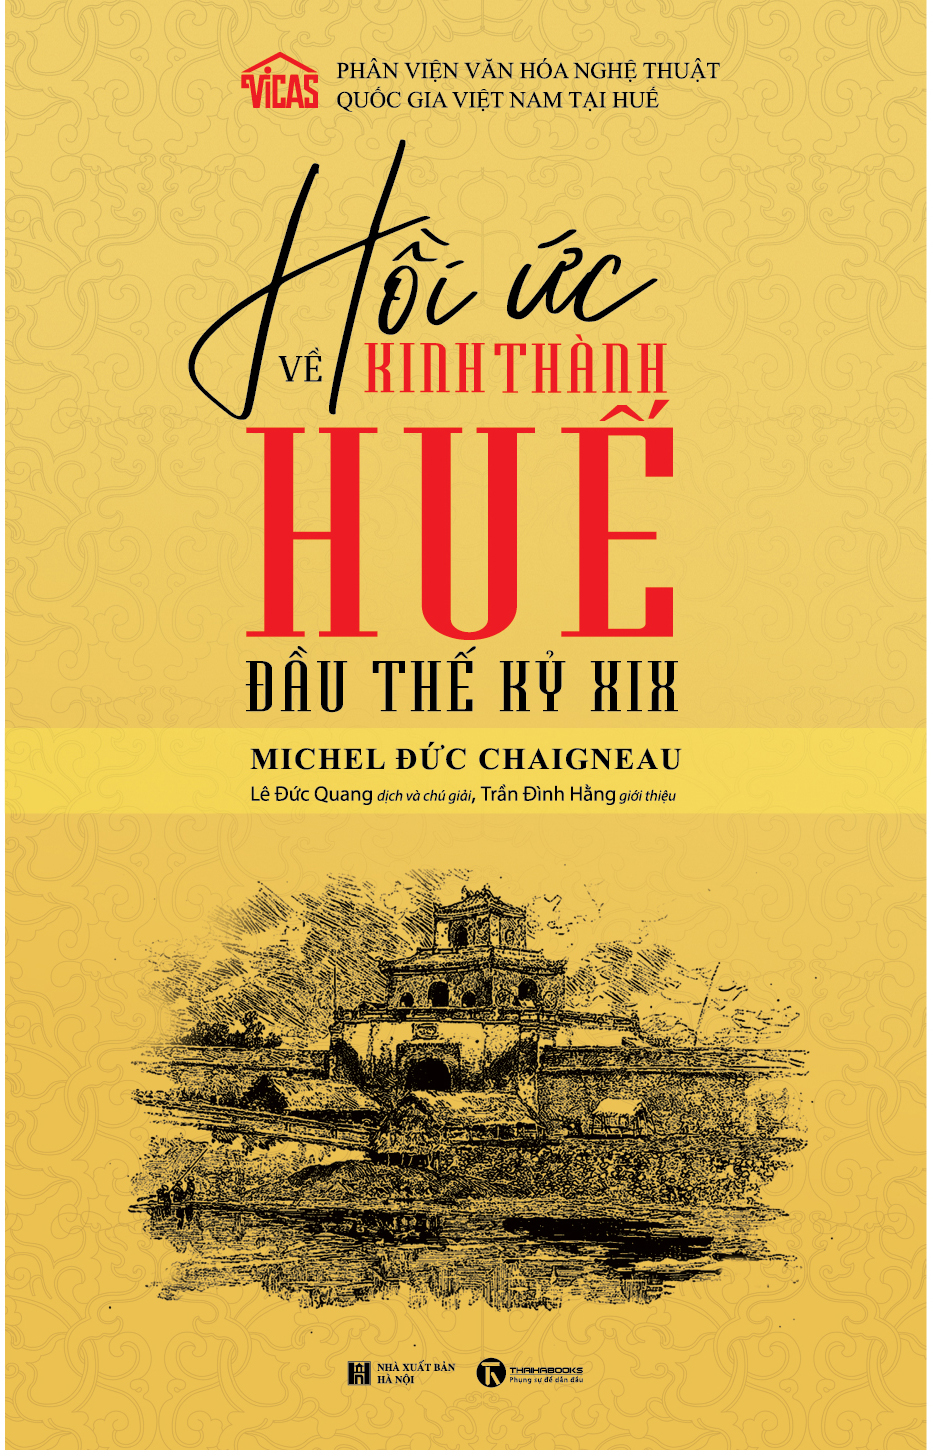 VICAS
PHÂN VIỆN VĂN HÓA NGHỆ THUẬT
QUỐC GIA VIỆT NAM TẠI HUẾ
Hồi ức
VỀ KINH THÀNH
HUẾ
ĐẦU THẾ KỶ XIX
MICHEL ĐỨC CHAIGNEAU
Lê Đức Quang dịch và chú giải, Trần Đình Hằng giới thiệu
NHÀ XUẤT BẢN
HÀ NỘI
THAIHABOOKS
Phụng sự để dẫn đầu